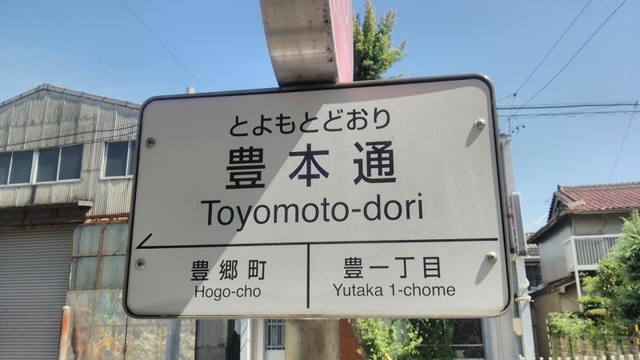 とよもとどおり
豊本通
Toyomoto-dori
豊郷町
Hogo-cho
豊一丁目
Yutaka 1-chome